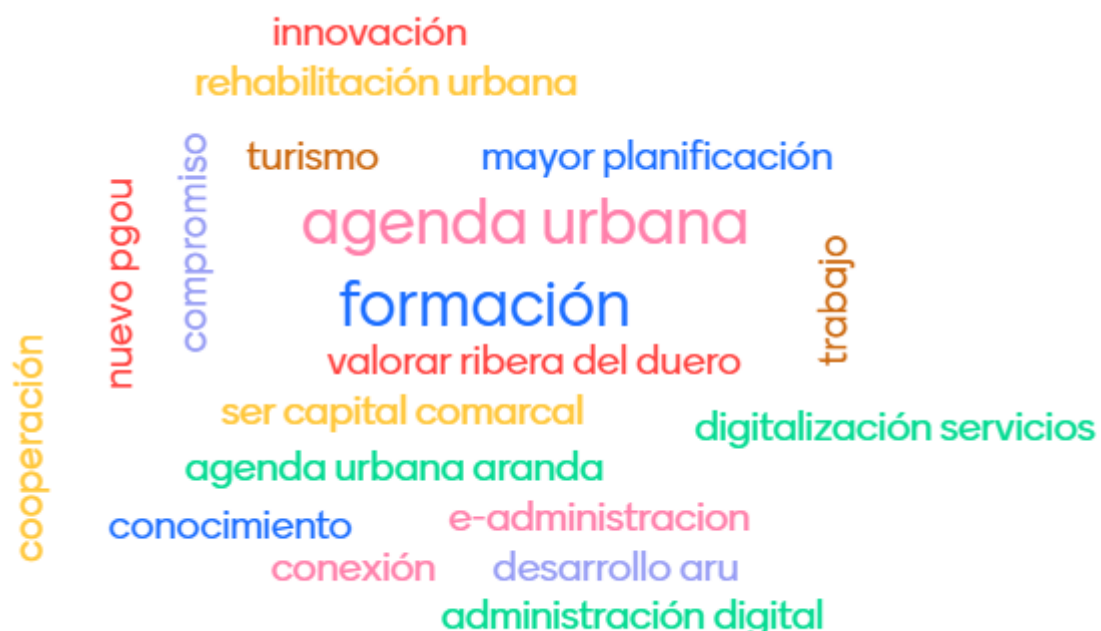 innovación
rehabilitación urbana
turismo
mayor planificación
compromiso
nuevo pgou
agenda urbana
formación
trabajo
valorar ribera del duero
cooperación
ser capital comarcal
digitalización servicios
agenda urbana aranda
conocimiento
e-administracion
conexión
desarrollo aru
administración digital